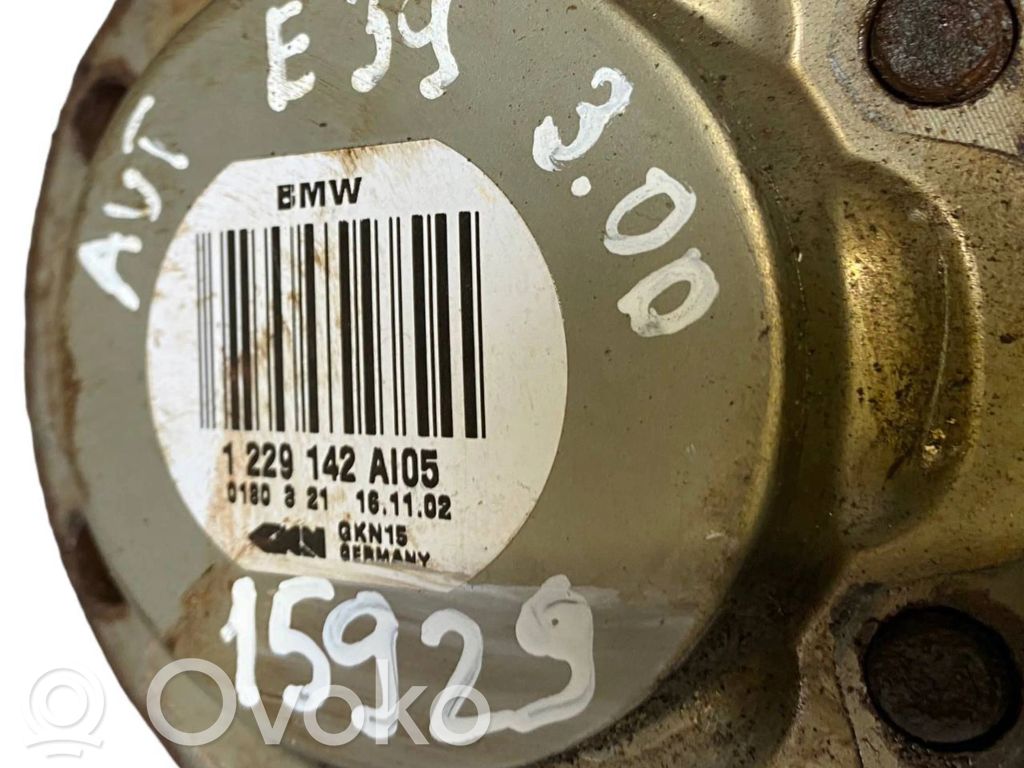 E 39
AUT
3.00
BMW
1 229 142 AI05
0180 3 21 16.11.02
GKN GKN15
GERMANY
15929
Ovoko